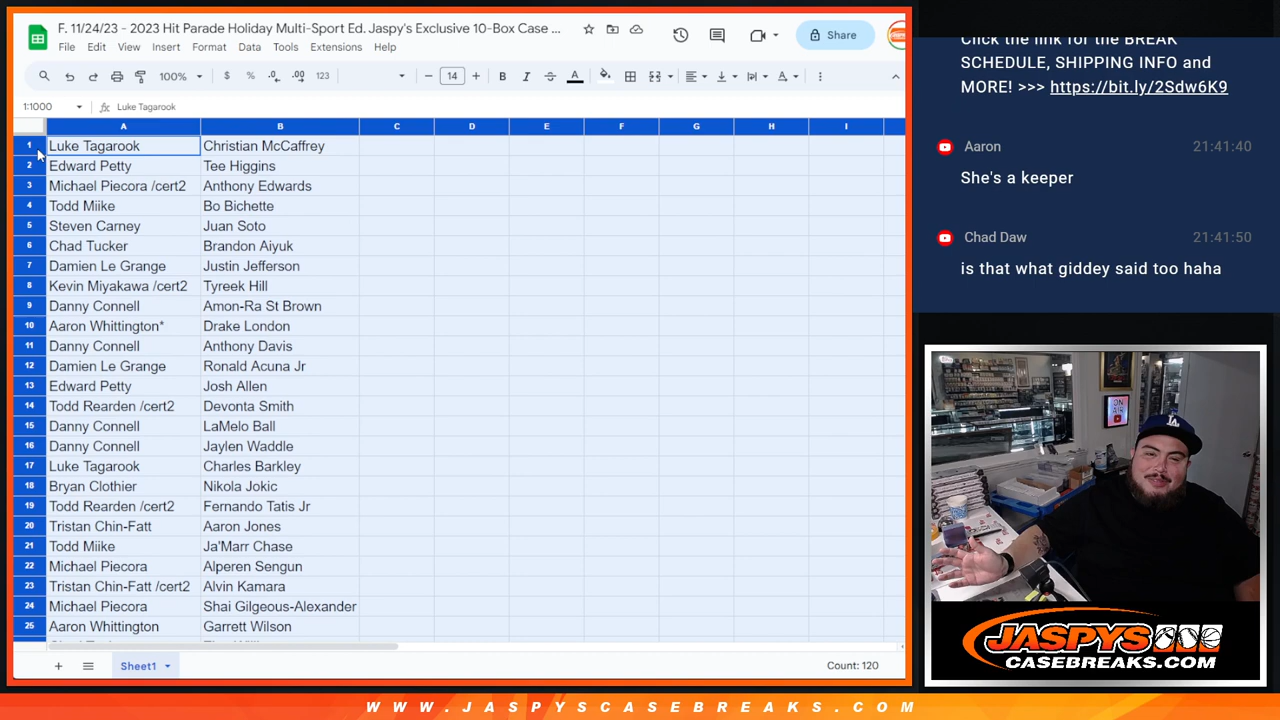 F. 11/24/23 - 2023 Hit Parade Holiday Multi-Sport Ed. Jaspy's Exclusive 10-Box Case ...
Share
File Edit View Insert Format Data Tools Extensions Help
100% $ % .0 .00 123 14 B I A
1:1000 fx Luke Tagarook
A B C D E F G H I
1 Luke Tagarook Christian McCaffrey
2 Edward Petty Tee Higgins
3 Michael Piecora /cert2 Anthony Edwards
4 Todd Miike Bo Bichette
5 Steven Carney Juan Soto
6 Chad Tucker Brandon Aiyuk
7 Damien Le Grange Justin Jefferson
8 Kevin Miyakawa /cert2 Tyreek Hill
9 Danny Connell Amon-Ra St Brown
10 Aaron Whittington* Drake London
11 Danny Connell Anthony Davis
12 Damien Le Grange Ronald Acuna Jr
13 Edward Petty Josh Allen
14 Todd Rearden /cert2 Devonta Smith
15 Danny Connell LaMelo Ball
16 Danny Connell Jaylen Waddle
17 Luke Tagarook Charles Barkley
18 Bryan Clothier Nikola Jokic
19 Todd Rearden /cert2 Fernando Tatis Jr
20 Tristan Chin-Fatt Aaron Jones
21 Todd Miike Ja'Marr Chase
22 Michael Piecora Alperen Sengun
23 Tristan Chin-Fatt /cert2 Alvin Kamara
24 Michael Piecora Shai Gilgeous-Alexander
25 Aaron Whittington Garrett Wilson
Sheet1
Count: 120
Click the link for the BREAK
SCHEDULE, SHIPPING INFO and
MORE! >>> https://bit.ly/2Sdw6K9
Aaron 21:41:40
She's a keeper
Chad Daw 21:41:50
is that what giddey said too haha
ON
AIR
LA
JASPYS
CASEBREAKS.COM
WWW.JASPYSCASEBREAKS.COM